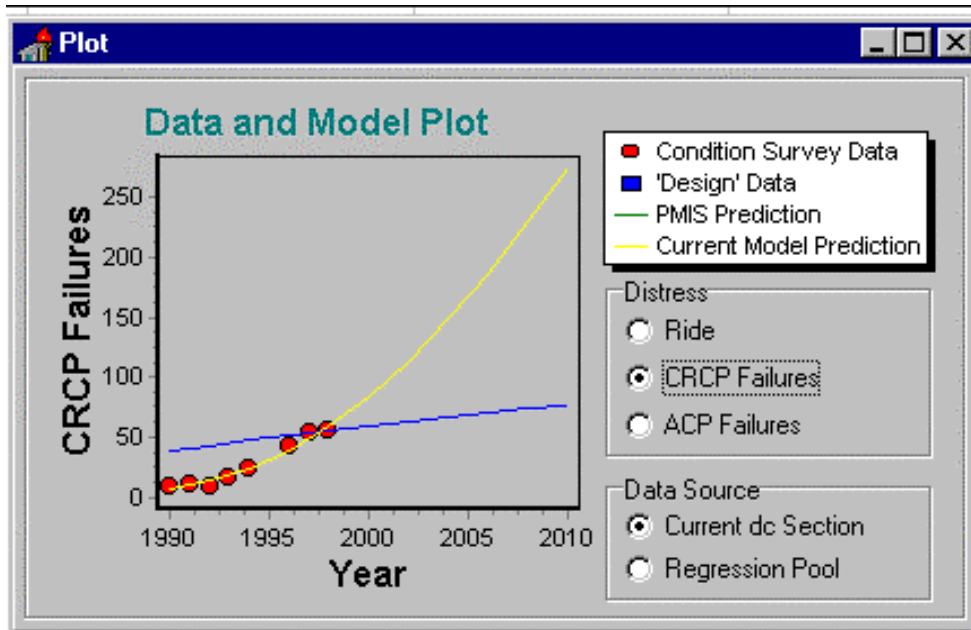 Plot
Data and Model Plot
CRCP Failures
250
200
150
100
50
0
1990 1995 2000 2005 2010
Year
Condition Survey Data
'Design' Data
PMIS Prediction
Current Model Prediction
Distress
Ride
CRCP Failures
ACP Failures
Data Source
Current dc Section
Regression Pool